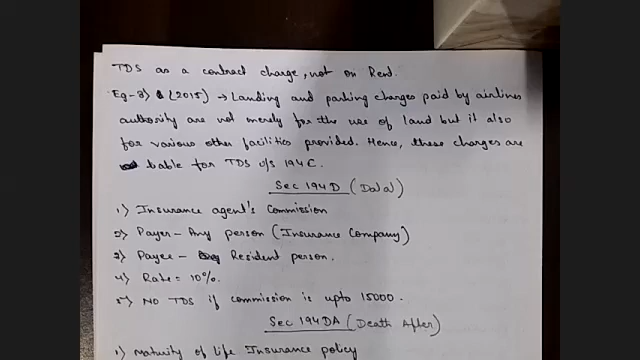 TDS as a contract charge, not on Rent.
Eg-3) (2015) → Landing and parking charges paid by airlines
authority are not merely for the use of land but it also
for various other facilities provided. Hence, these charges are
liable for TDS u/s 194C.
Sec 194D (DaVa)
1) Insurance agent's Commission
2) Payer - Any person (Insurance Company)
3) Payee - Resident person.
4) Rate = 10%.
5) NO TDS if commission is upto 15000.
Sec 194DA (Death After)
1) Maturity of life Insurance policy